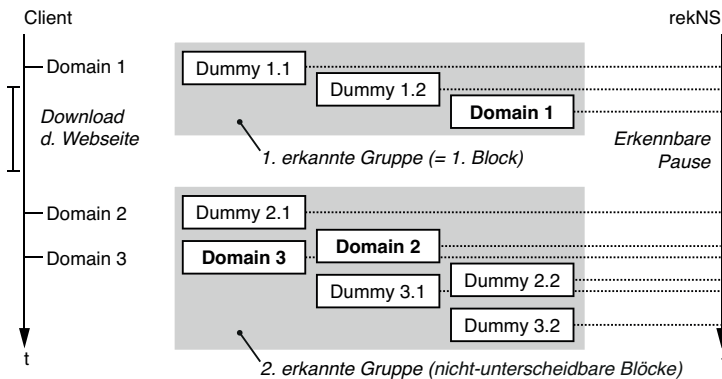 Client
rekNS
Domain 1
Dummy 1.1
Dummy 1.2
Domain 1
Download
d. Webseite
1. erkannte Gruppe (= 1. Block)
Erkennbare
Pause
Domain 2
Dummy 2.1
Domain 3
Domain 3
Domain 2
Dummy 3.1
Dummy 2.2
Dummy 3.2
2. erkannte Gruppe (nicht-unterscheidbare Blöcke)
t
t